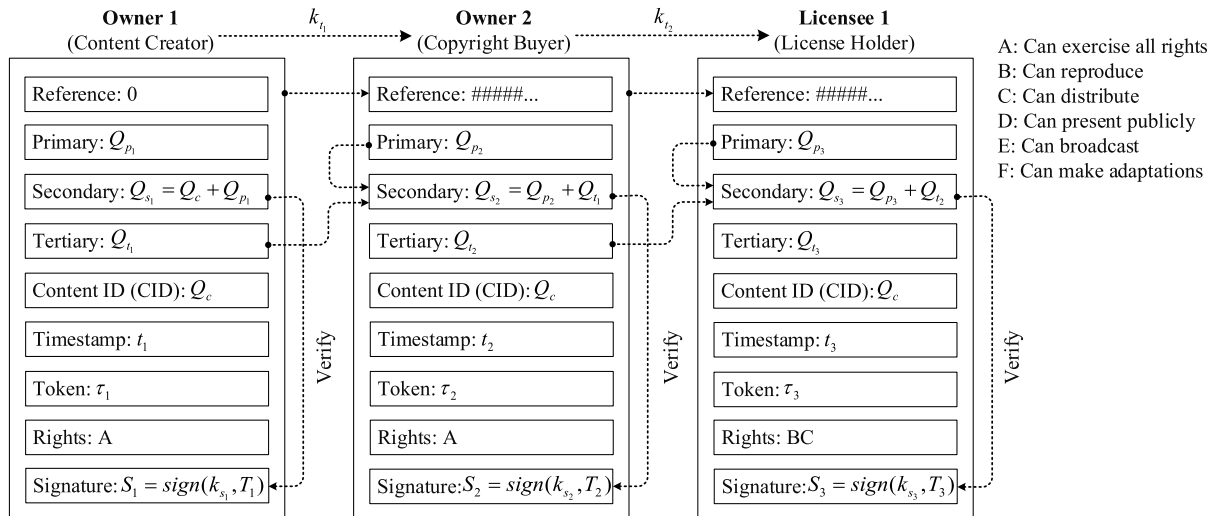 Owner 1
(Content Creator)
k_{t_1}
Owner 2
(Copyright Buyer)
k_{t_2}
Licensee 1
(License Holder)
Reference: 0
Primary: Q_{p_1}
Secondary: Q_{s_1} = Q_c + Q_{p_1}
Tertiary: Q_{t_1}
Content ID (CID): Q_c
Timestamp: t_1
Token: τ_1
Rights: A
Signature: S_1 = sign(k_{s_1}, T_1)
Verify
Reference: #####...
Primary: Q_{p_2}
Secondary: Q_{s_2} = Q_{p_2} + Q_{t_1}
Tertiary: Q_{t_2}
Content ID (CID): Q_c
Timestamp: t_2
Token: τ_2
Rights: A
Signature: S_2 = sign(k_{s_2}, T_2)
Verify
Reference: #####...
Primary: Q_{p_3}
Secondary: Q_{s_3} = Q_{p_3} + Q_{t_2}
Tertiary: Q_{t_3}
Content ID (CID): Q_c
Timestamp: t_3
Token: τ_3
Rights: BC
Signature: S_3 = sign(k_{s_3}, T_3)
Verify
A: Can exercise all rights
B: Can reproduce
C: Can distribute
D: Can present publicly
E: Can broadcast
F: Can make adaptations